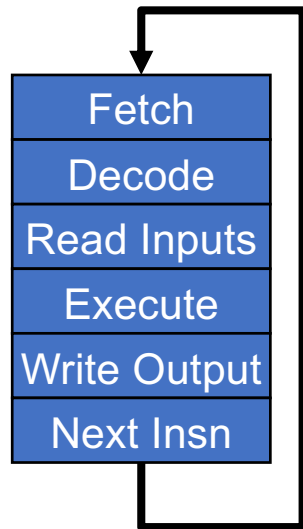 Fetch
Decode
Read Inputs
Execute
Write Output
Next Insn